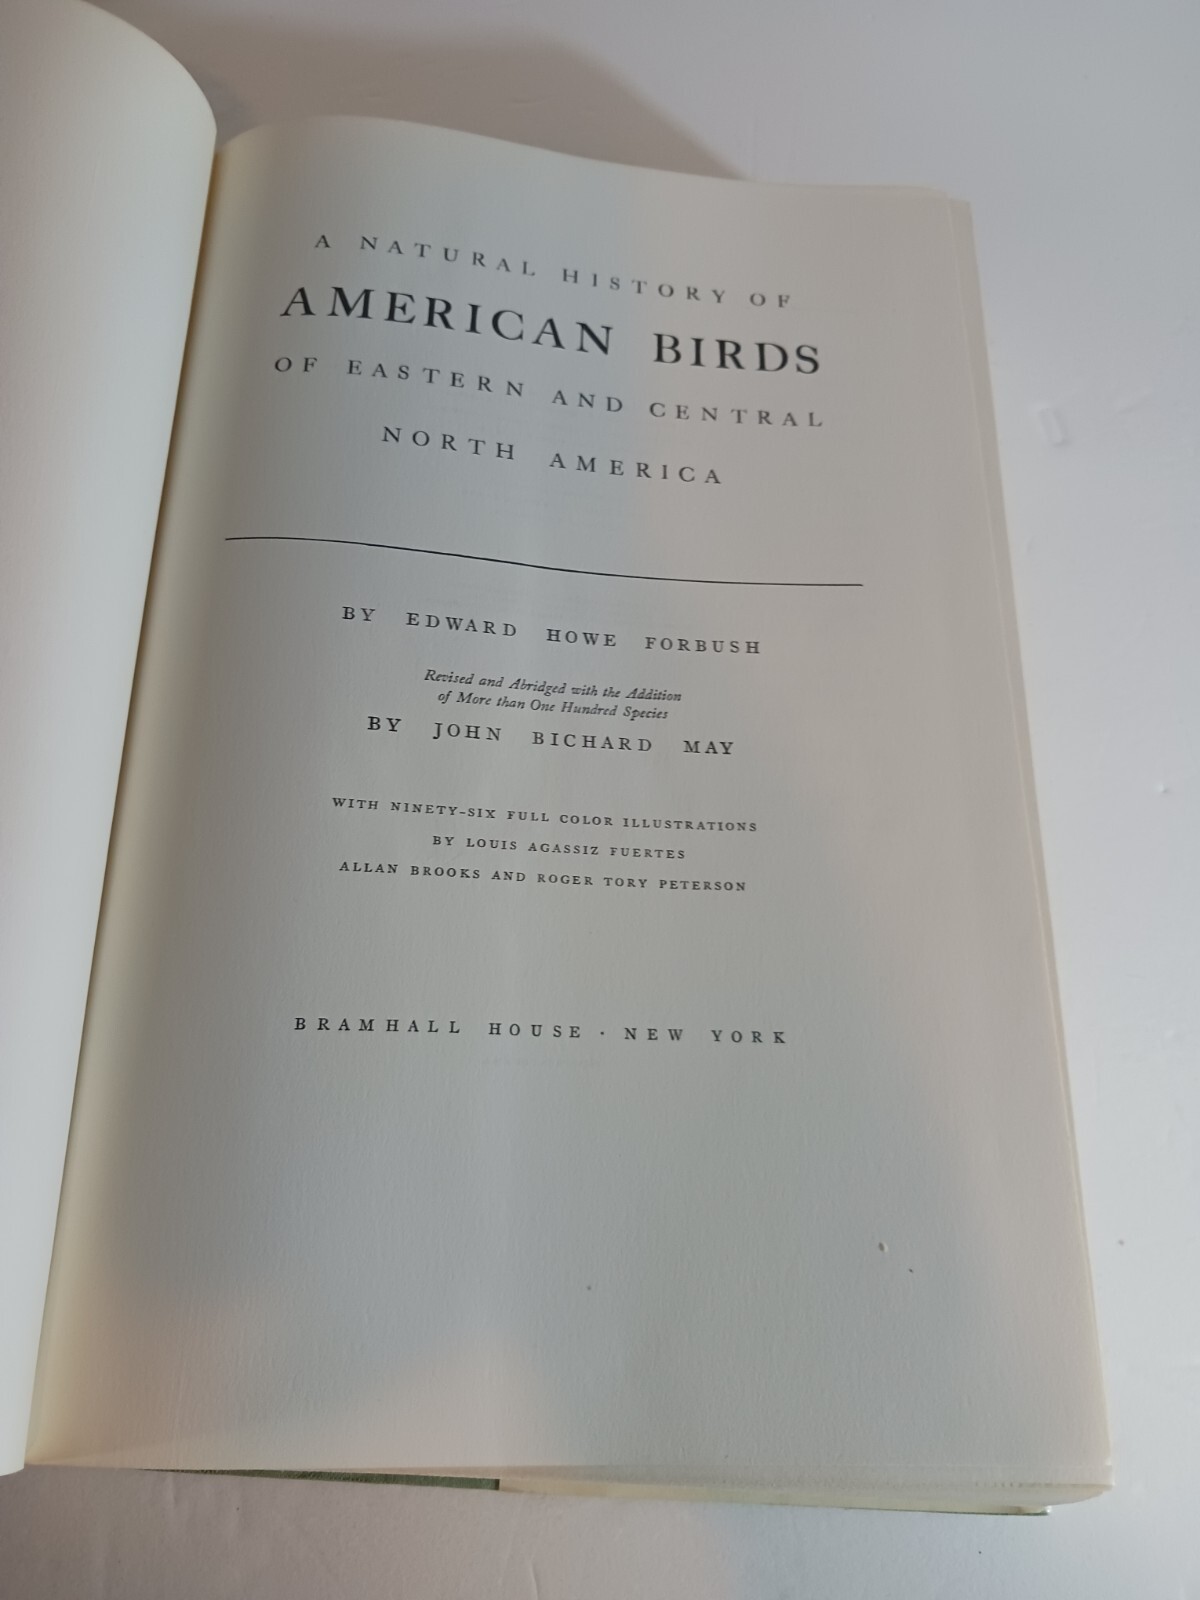 A NATURAL HISTORY OF
AMERICAN BIRDS
OF EASTERN AND CENTRAL
NORTH AMERICA
BY EDWARD HOWE FORBUSH
Revised and Abridged with the Addition
of More than One Hundred Species
BY JOHN BICHARD MAY
WITH NINETY-SIX FULL COLOR ILLUSTRATIONS
BY LOUIS AGASSIZ FUERTES
ALLAN BROOKS AND ROGER TORY PETERSON
BRAMHALL HOUSE · NEW YORK